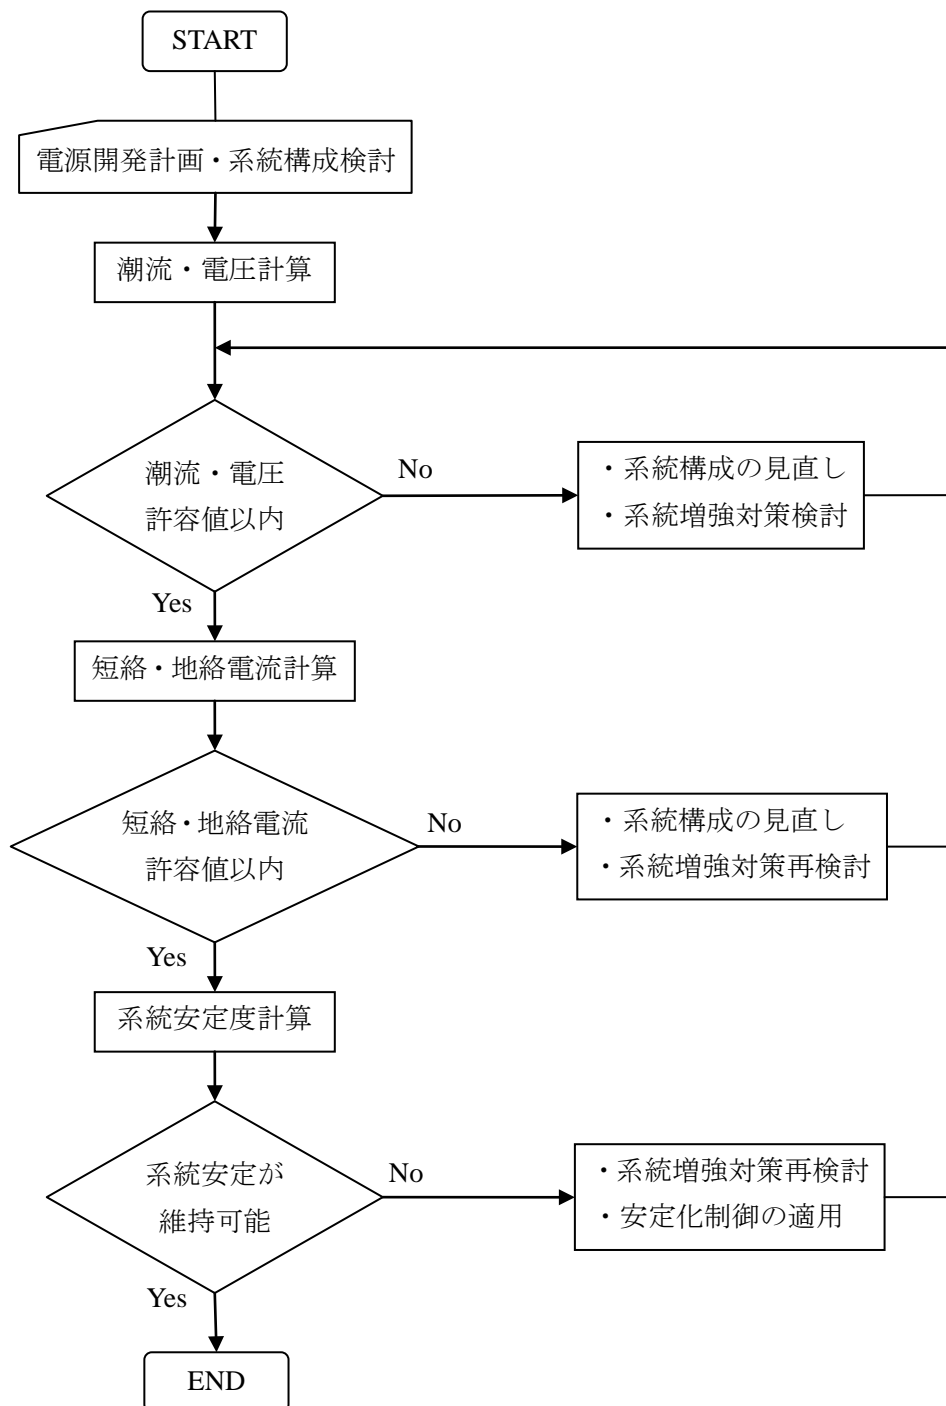 START
電源開発計画・系統構成検討
潮流・電圧計算
潮流・電圧
許容値以内
No
・系統構成の見直し
・系統増強対策検討
Yes
短絡・地絡電流計算
短絡・地絡電流
許容値以内
No
・系統構成の見直し
・系統増強対策再検討
Yes
系統安定度計算
系統安定が
維持可能
No
・系統増強対策再検討
・安定化制御の適用
Yes
END